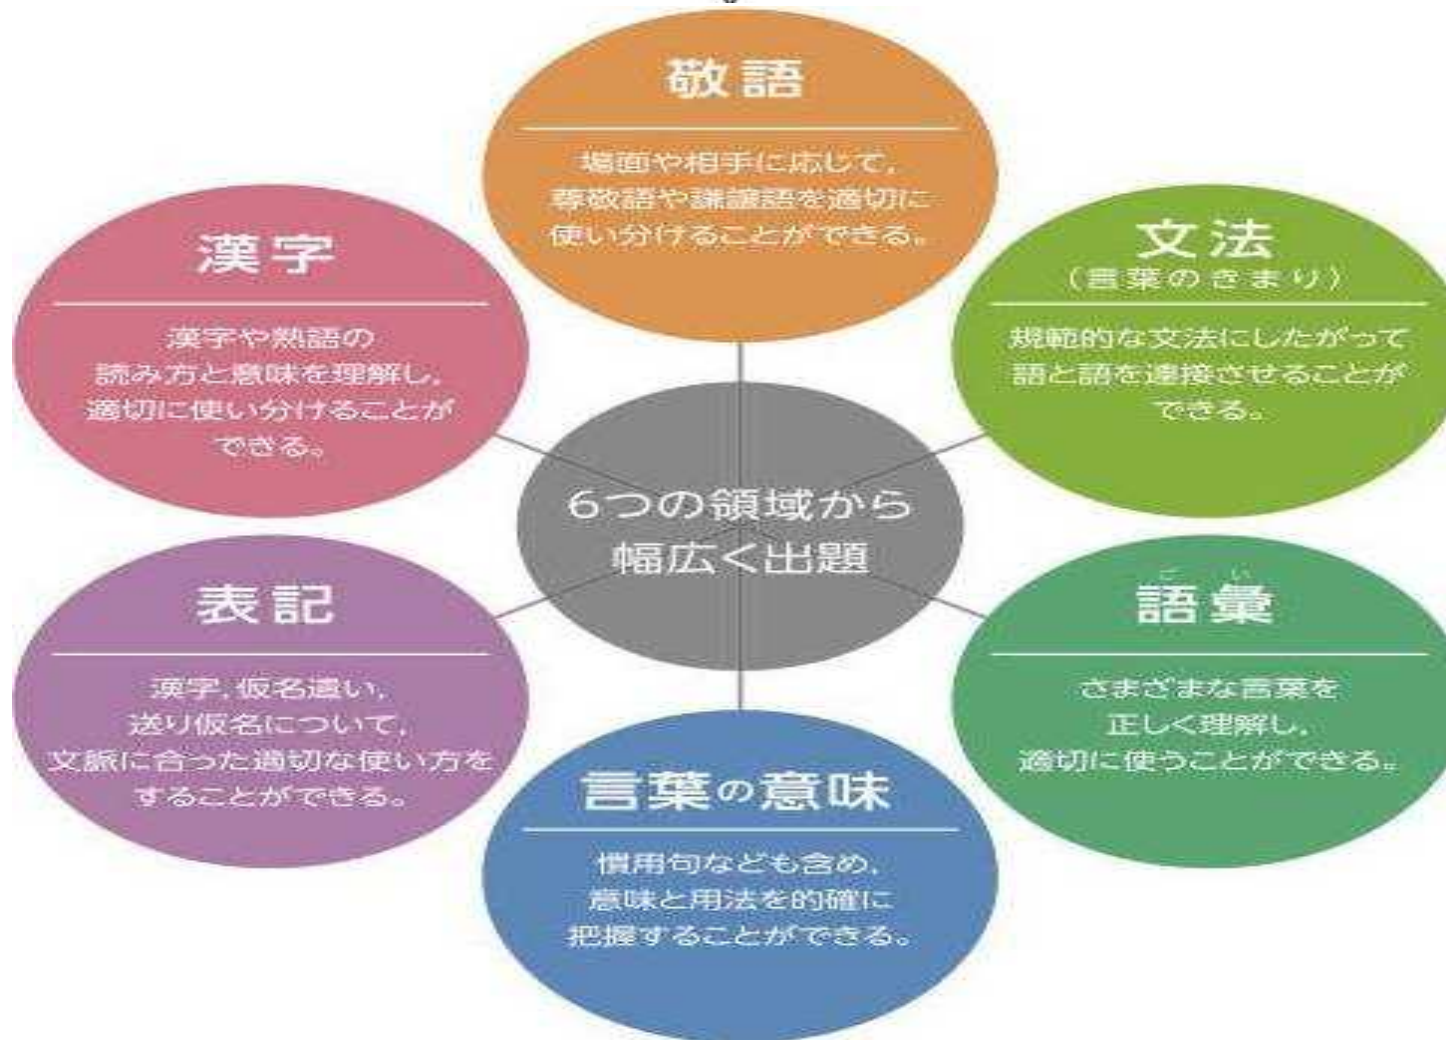 敬語
場面や相手に応じて,
尊敬語や謙譲語を適切に
使い分けることができる。
文法
（言葉のきまり）
規範的な文法にしたがって
語と語を連接させることが
できる。
語彙
ごい
さまざまな言葉を
正しく理解し,
適切に使うことができる。
言葉の意味
慣用句なども含め,
意味と用法を的確に
把握することができる。
表記
漢字,仮名遣い,
送り仮名について,
文脈に合った適切な使い方を
することができる。
漢字
漢字や熟語の
読み方と意味を理解し,
適切に使い分けることが
できる。
6つの領域から
幅広く出題